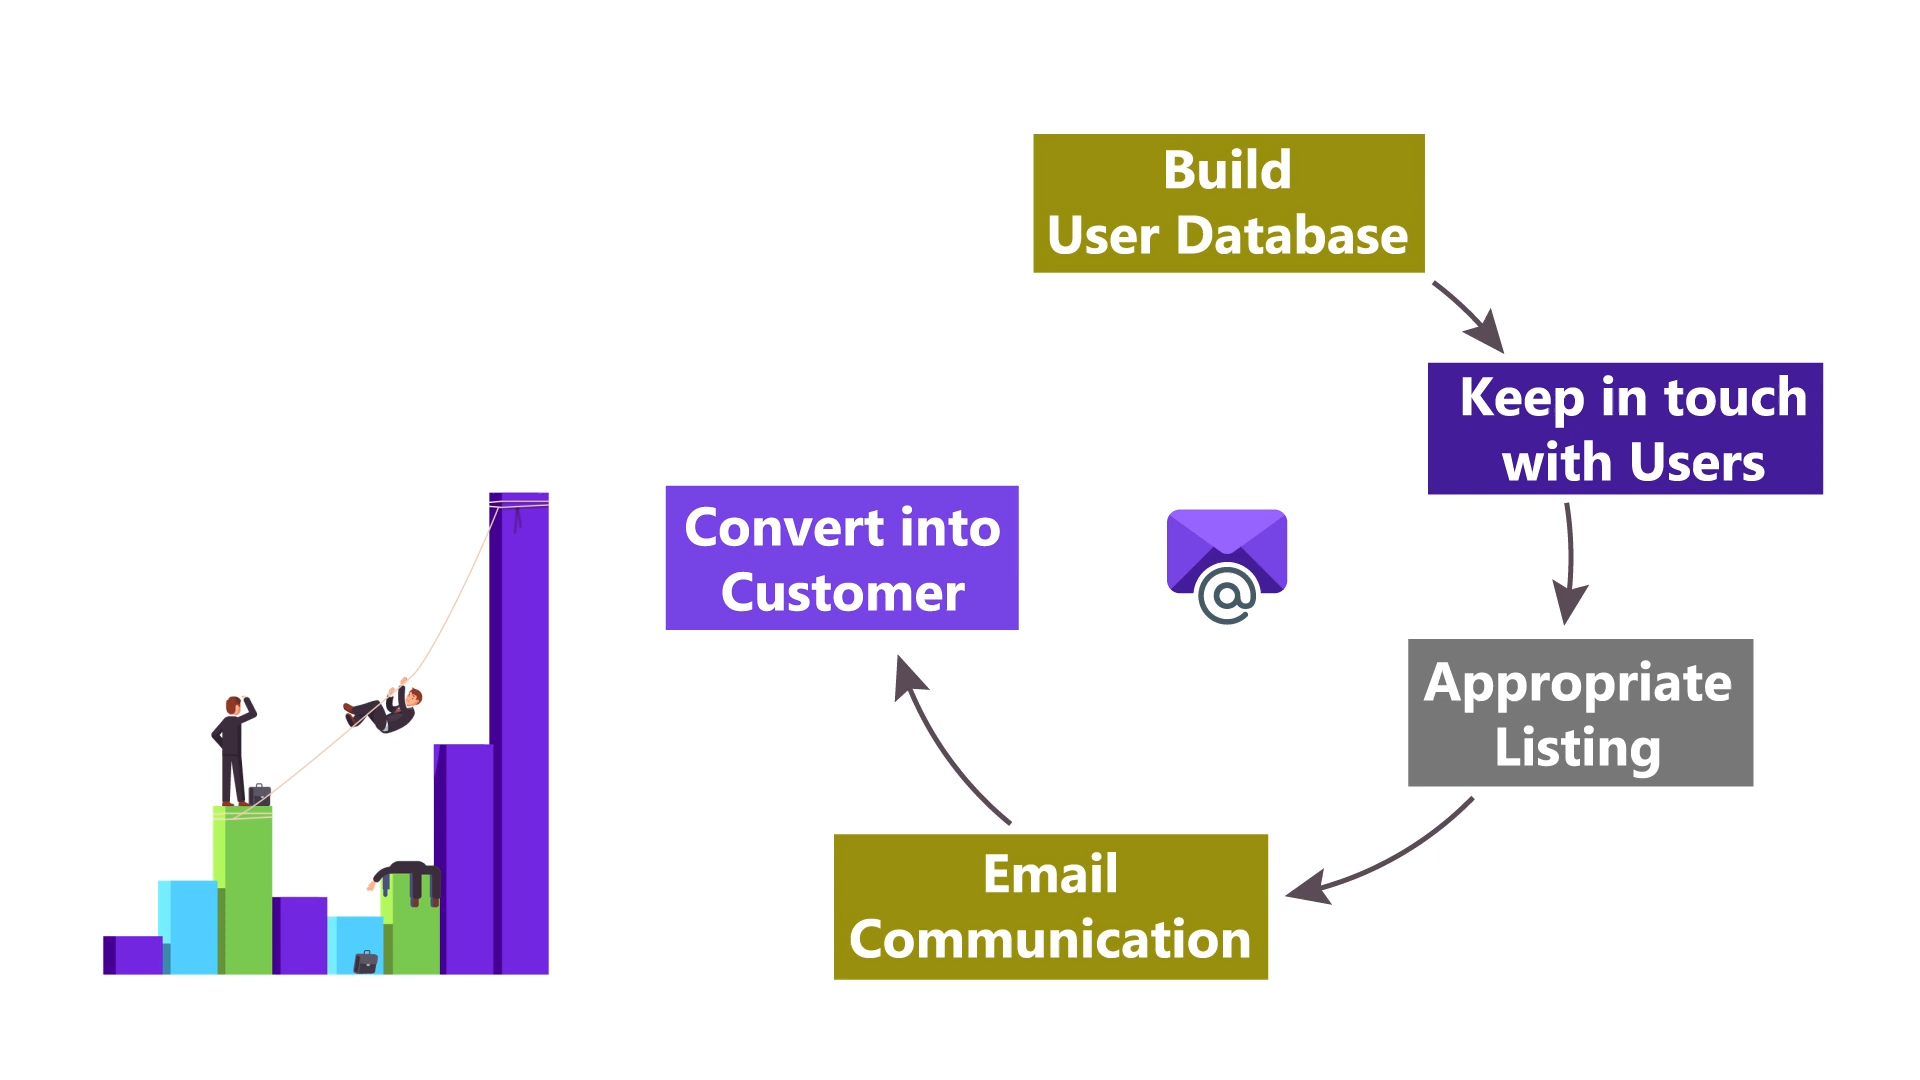 Build
User Database
Keep in touch
with Users
Appropriate
Listing
Email
Communication
Convert into
Customer